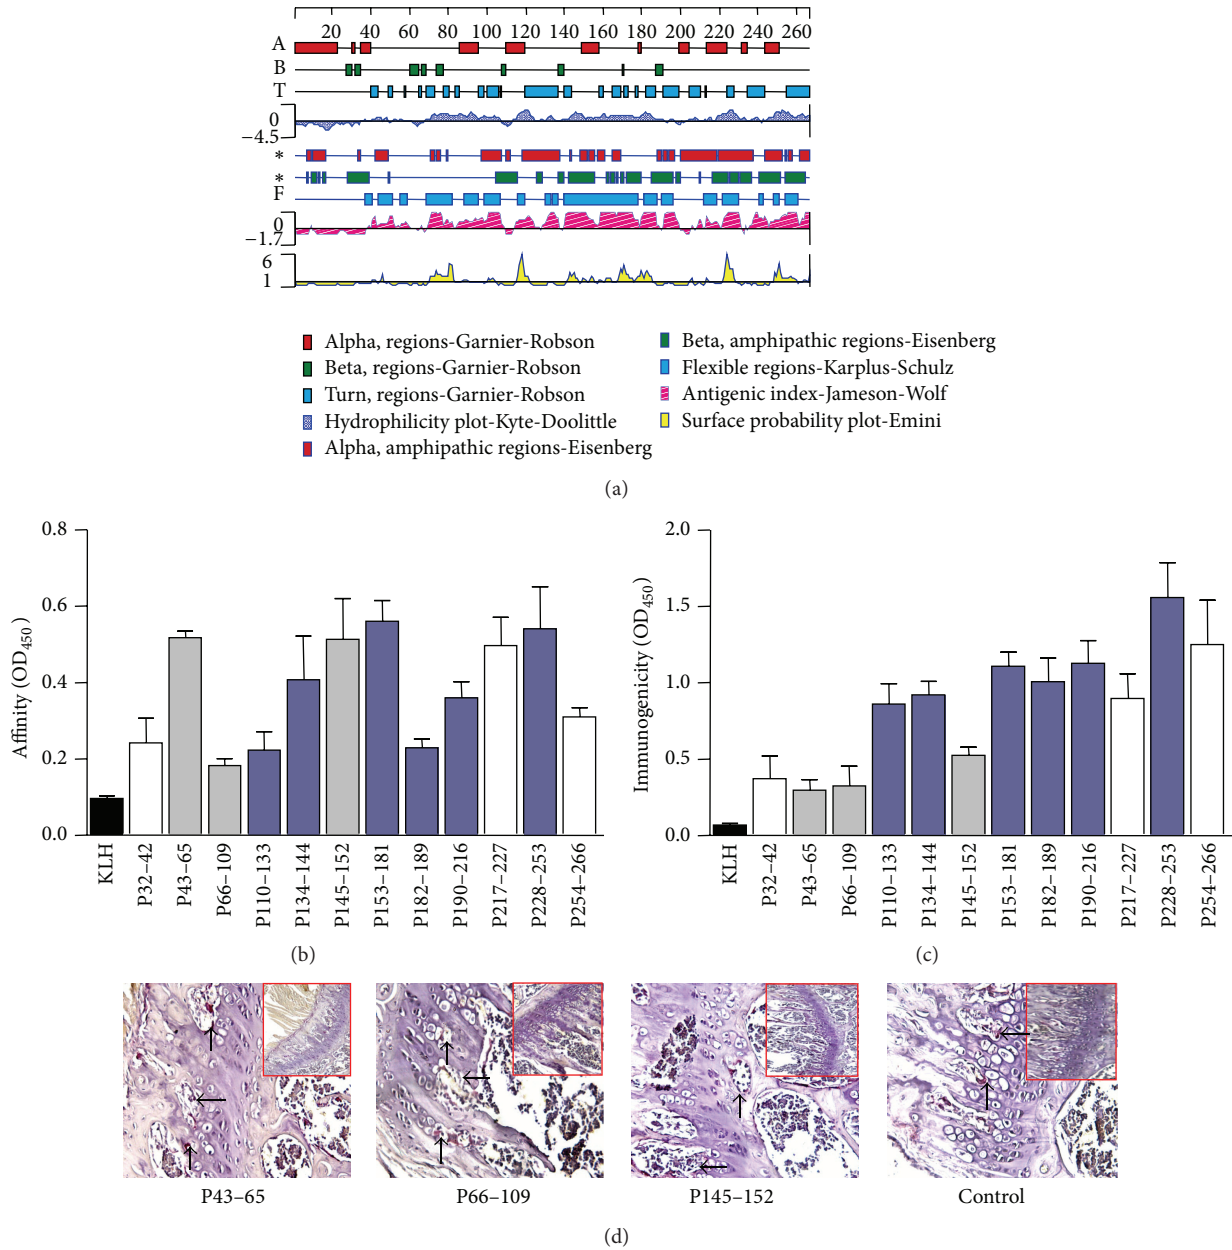 20 40 60 80 100 120 140 160 180 200 220 240 260
A
B
T
0
−4.5
*
*
F
0
−1.7
6
1
Alpha, regions-Garnier-Robson
Beta, regions-Garnier-Robson
Turn, regions-Garnier-Robson
Hydrophilicity plot-Kyte-Doolittle
Alpha, amphipathic regions-Eisenberg
Beta, amphipathic regions-Eisenberg
Flexible regions-Karplus-Schulz
Antigenic index-Jameson-Wolf
Surface probability plot-Emini
(a)
Affinity (OD450)
0.8
0.6
0.4
0.2
0.0
KLH
P32–42
P43–65
P66–109
P110–133
P134–144
P145–152
P153–181
P182–189
P190–216
P217–227
P228–253
P254–266
(b)
Immunogenicity (OD450)
2.0
1.5
1.0
0.5
0.0
KLH
P32–42
P43–65
P66–109
P110–133
P134–144
P145–152
P153–181
P182–189
P190–216
P217–227
P228–253
P254–266
(c)
P43–65
P66–109
P145–152
Control
(d)